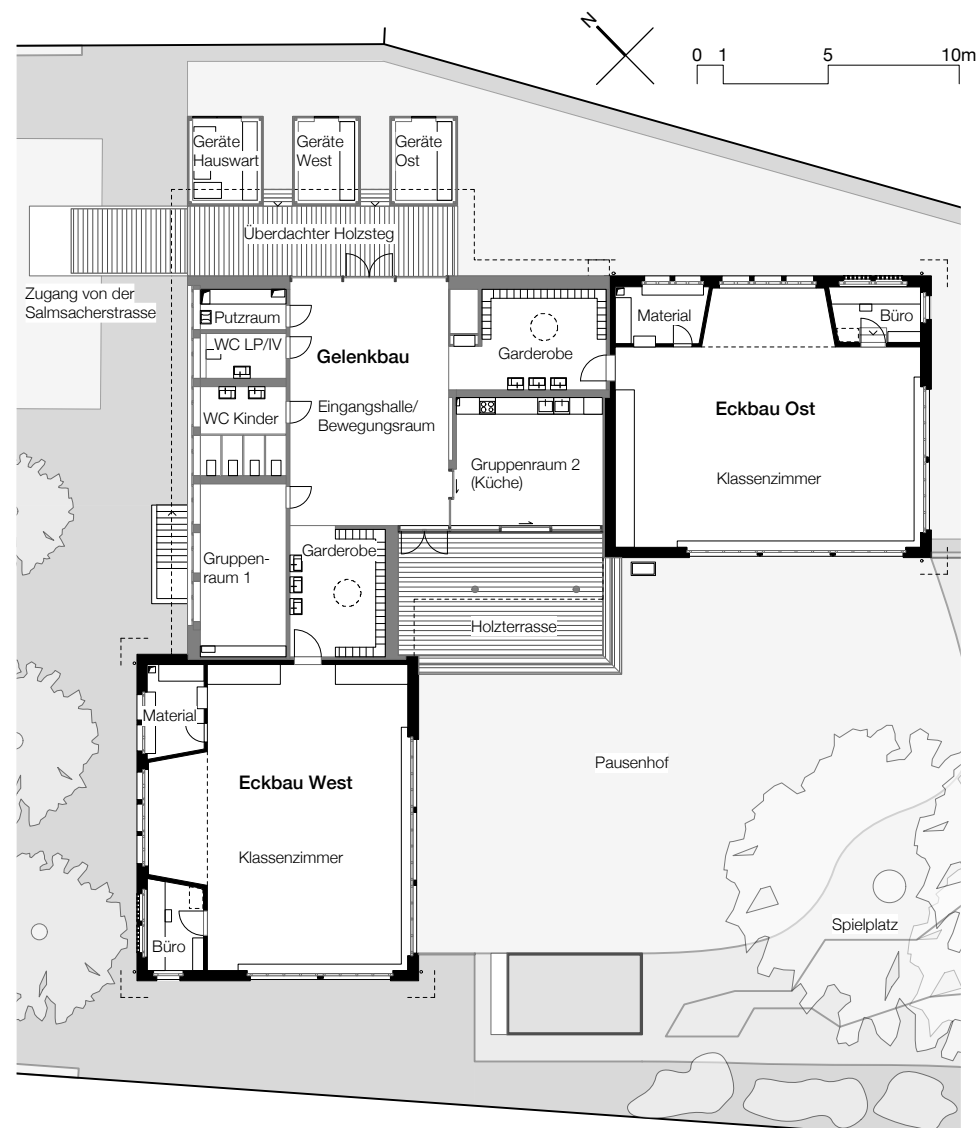 N
0 1 5 10m
Geräte
Hauswart
Geräte
West
Geräte
Ost
Überdachter Holzsteg
Zugang von der
Salmsacherstrasse
Putzraum
WC LP/IV
WC Kinder
Gelenkbau
Eingangshalle/
Bewegungsraum
Garderobe
Material
Büro
Eckbau Ost
Klassenzimmer
Gruppenraum 2
(Küche)
Gruppen-
raum 1
Garderobe
Holzterrasse
Material
Eckbau West
Klassenzimmer
Büro
Pausenhof
Spielplatz